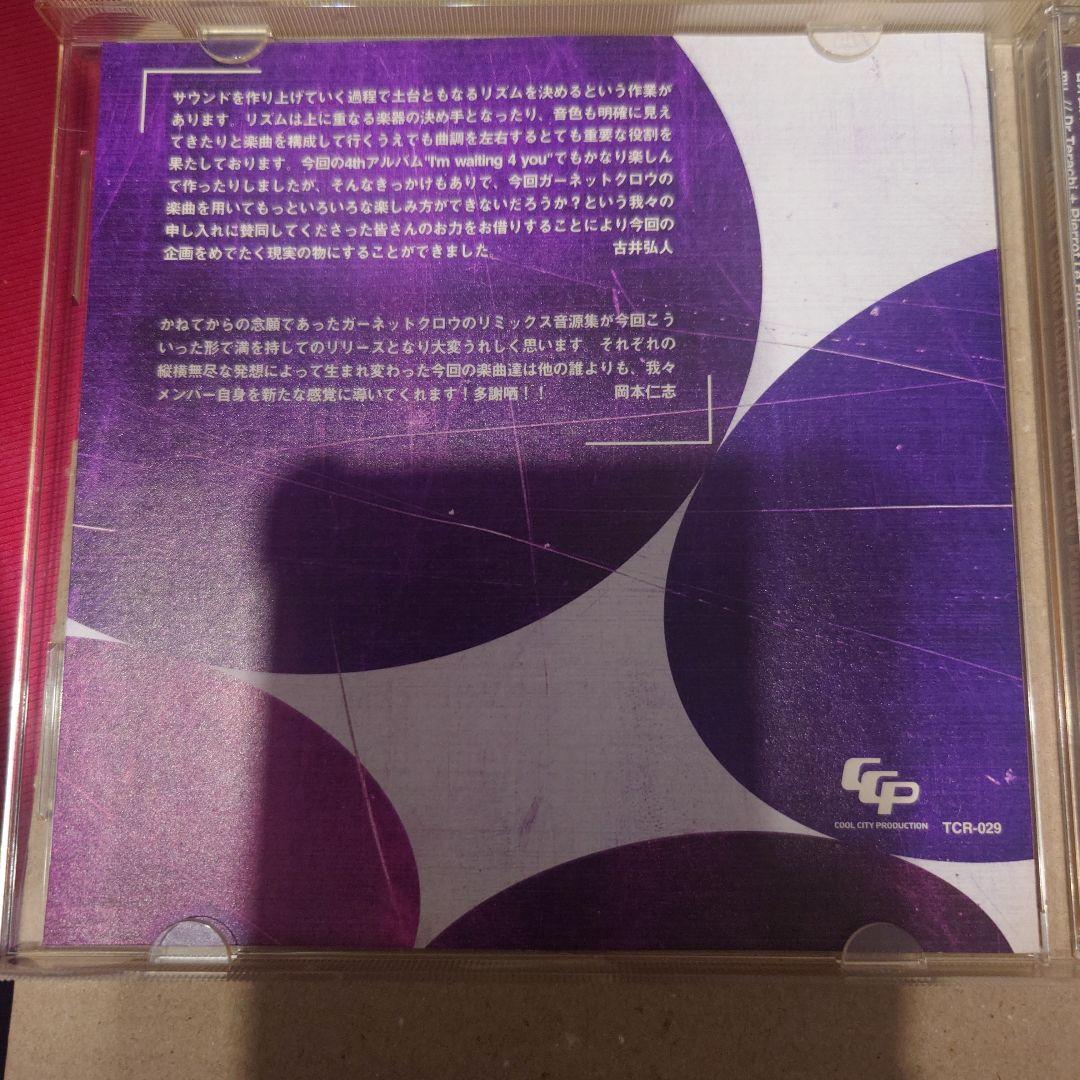 サウンドを作り上げていく過程で土台ともなるリズムを決めるという作業が
あります。リズムは上に重なる楽器の決め手となったり、音色も明確に見え
てきたりと楽曲を構成して行くうえでも曲調を左右するとても重要な役割を
果たしております。今回の4thアルバム"I'm waiting 4 you"でもかなり楽しん
で作ったりしましたが、そんなきっかけもありで、今回ガーネットクロウの
楽曲を用いてもっといろいろな楽しみ方ができないだろうか？という我々の
申し入れに賛同してくださった皆さんのお力をお借りすることにより今回の
企画をめでたく現実の物にすることができました。 古井弘人
かねてからの念願であったガーネットクロウのリミックス音源集が今回こう
いった形で満を持してのリリースとなり大変うれしく思います。それぞれの
縦横無尽な発想によって生まれ変わった今回の楽曲達は他の誰よりも、我々
メンバー自身を新たな感覚に導いてくれます！多謝哂！！ 岡本仁志
CCP
COOL CITY PRODUCTION TCR-029